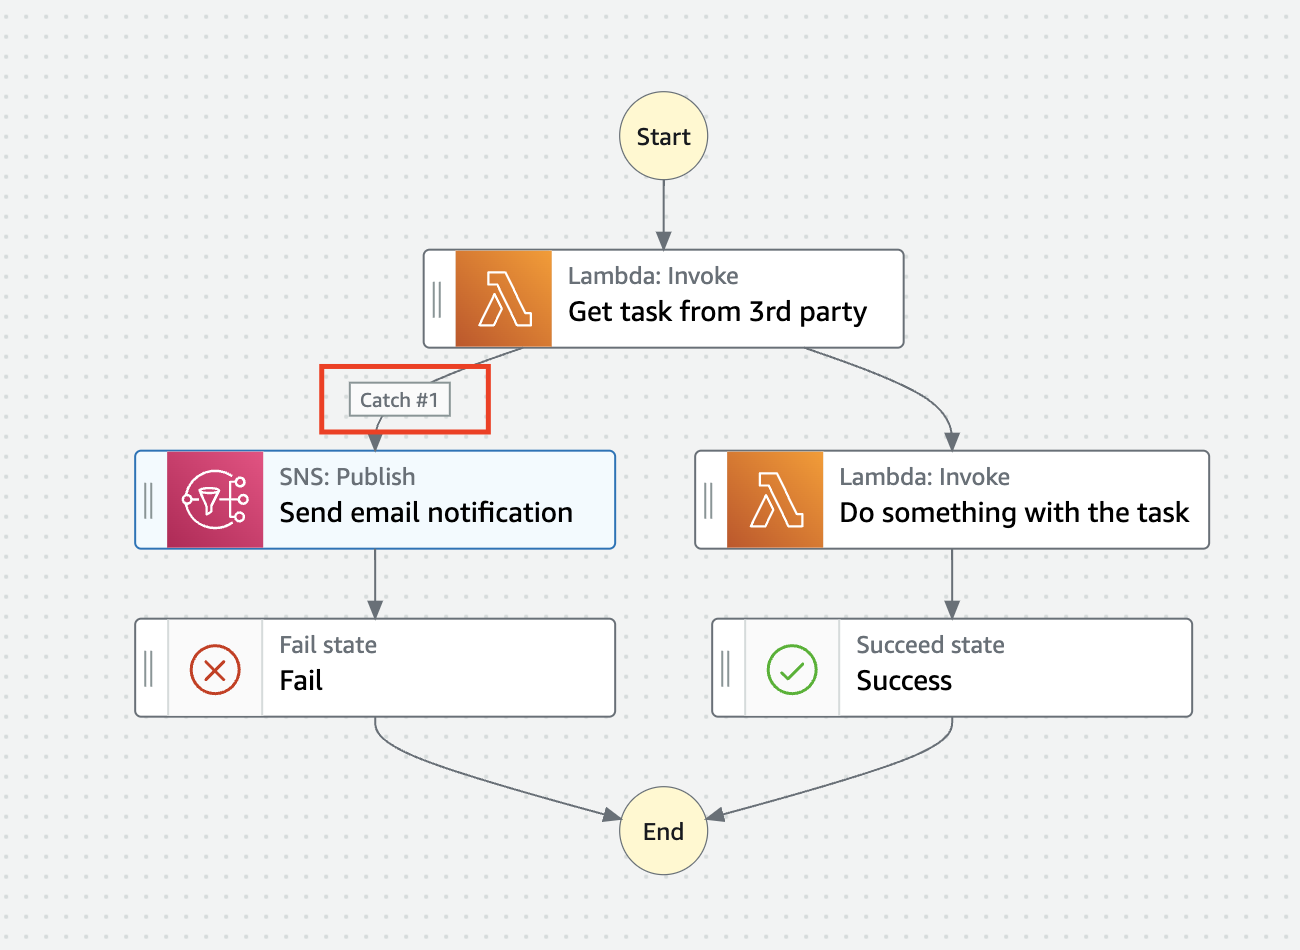 Start
Lambda: Invoke
Get task from 3rd party
Catch #1
SNS: Publish
Send email notification
Lambda: Invoke
Do something with the task
Fail state
Fail
Succeed state
Success
End